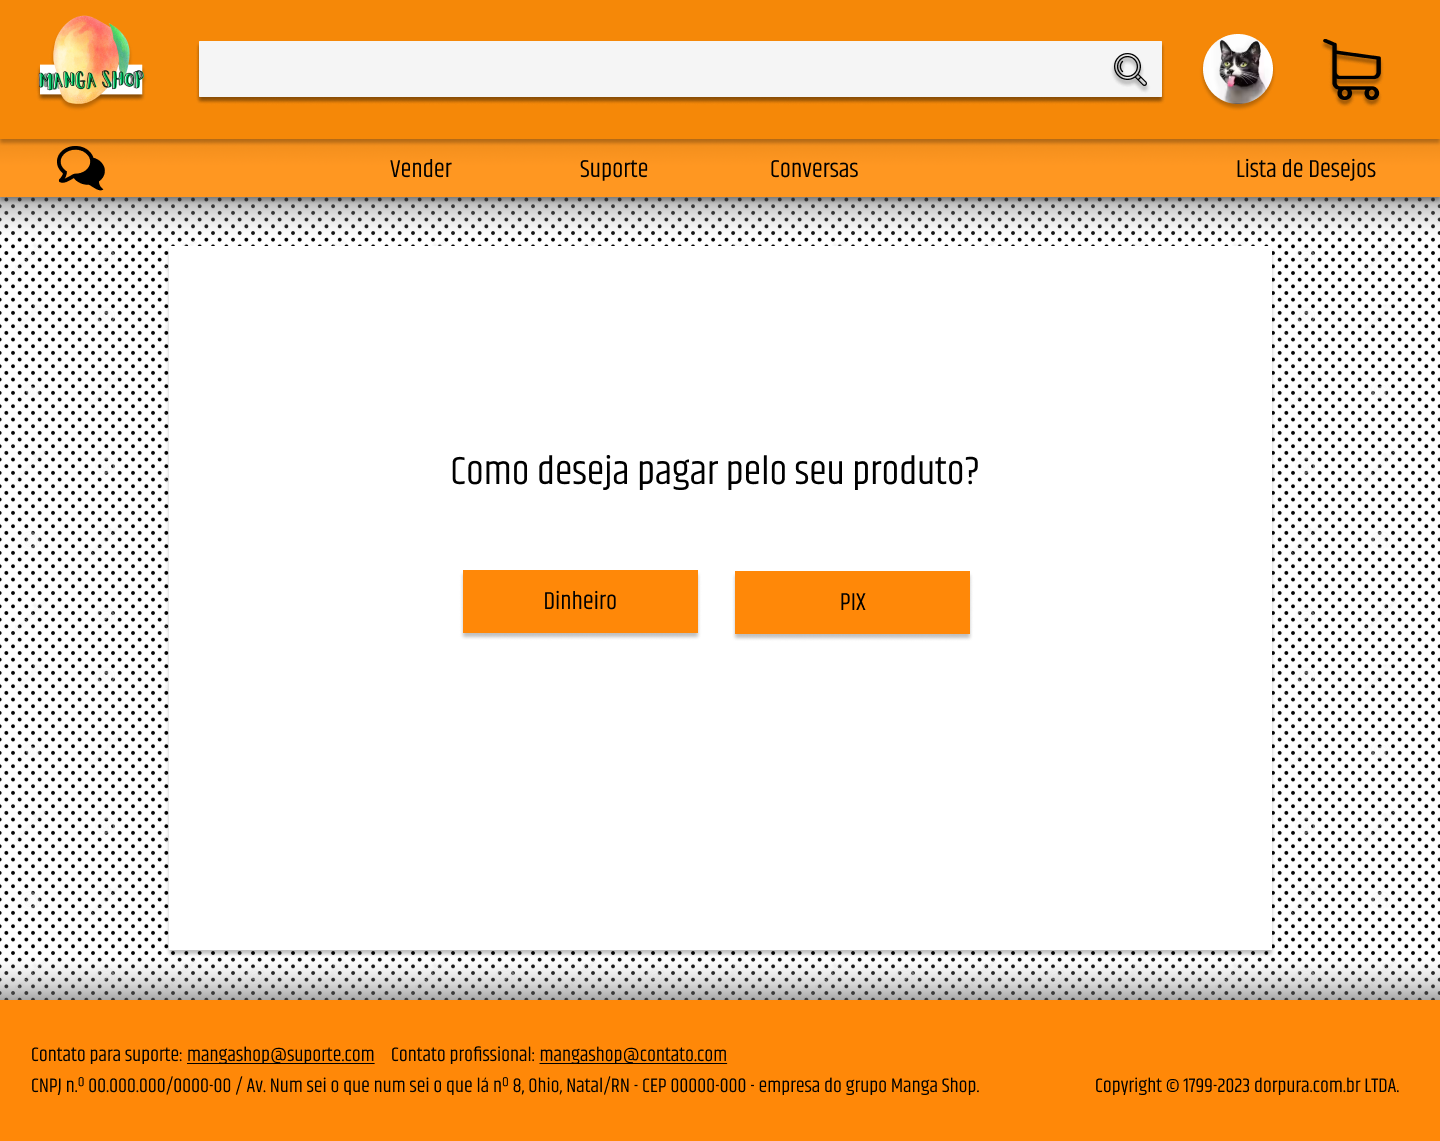 MANGA SHOP
Vender
Suporte
Conversas
Lista de Desejos
Como deseja pagar pelo seu produto?
Dinheiro
PIX
Contato para suporte: mangashop@suporte.com Contato profissional: mangashop@contato.com
CNPJ n.º 00.000.000/0000-00 / Av. Num sei o que num sei o que lá nº 8, Ohio, Natal/RN - CEP 00000-000 - empresa do grupo Manga Shop.
Copyright © 1799-2023 dorpura.com.br LTDA.